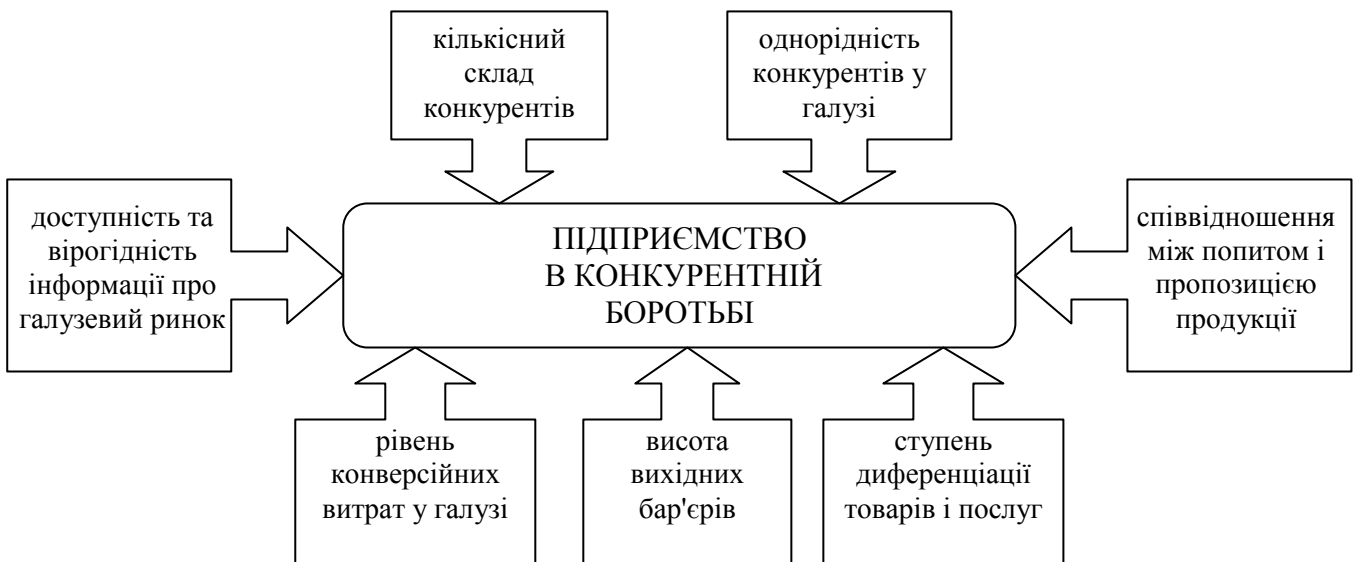 кількісний
склад
конкурентів
однорідність
конкурентів у
галузі
доступність та
вірогідність
інформації про
галузевий ринок
ПІДПРИЄМСТВО
В КОНКУРЕНТНІЙ
БОРОТЬБІ
співвідношення
між попитом і
пропозицією
продукції
рівень
конверсійних
витрат у галузі
висота
вихідних
бар'єрів
ступень
диференціації
товарів і послуг